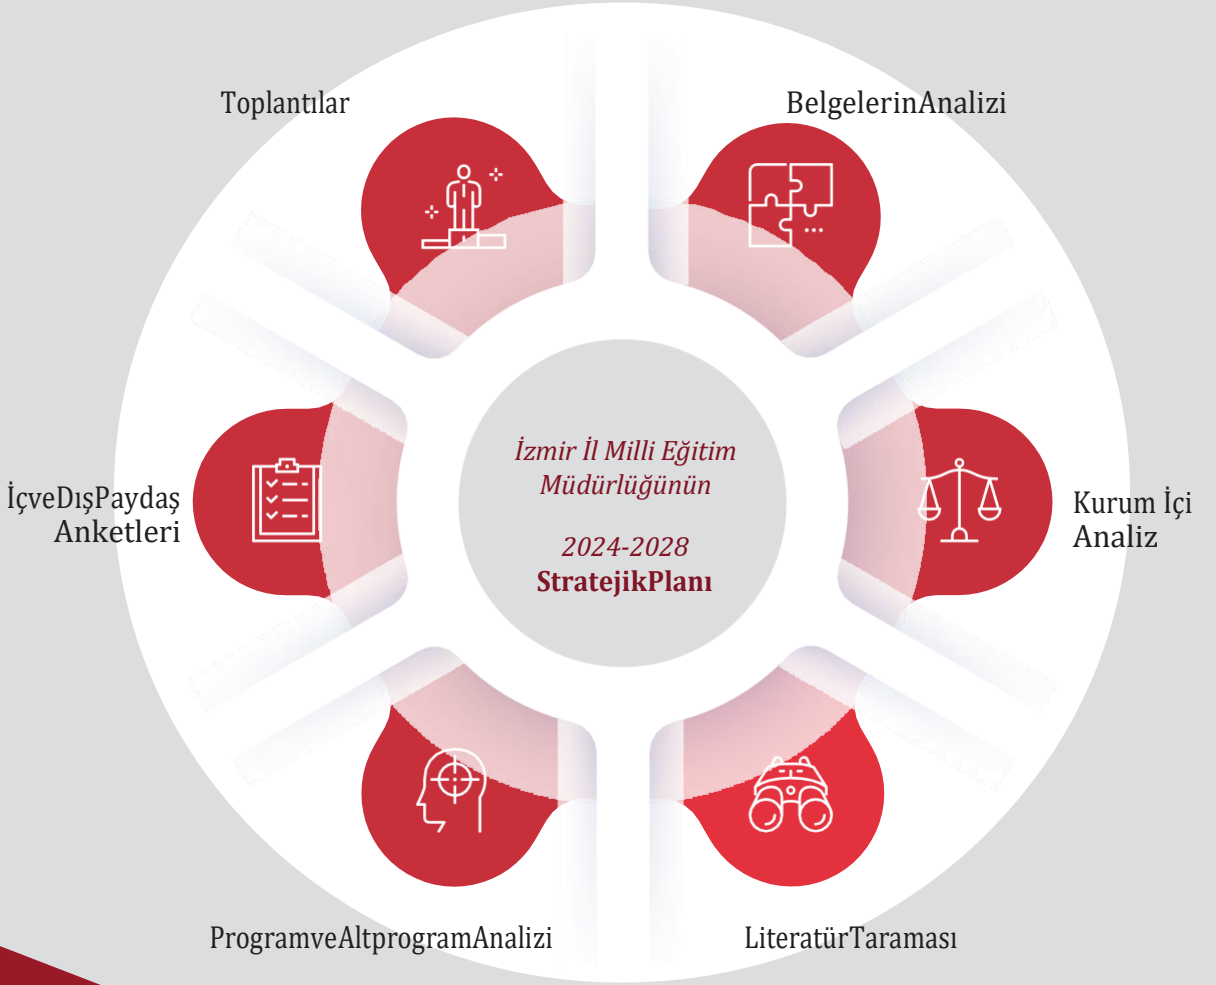 Toplantılar
BelgelerinAnalizi
İçveDışPaydaş
Anketleri
İzmir İl Milli Eğitim
Müdürlüğünün
2024-2028
StratejikPlanı
Kurum İçi
Analiz
ProgramveAltprogramAnalizi
LiteratürTaraması